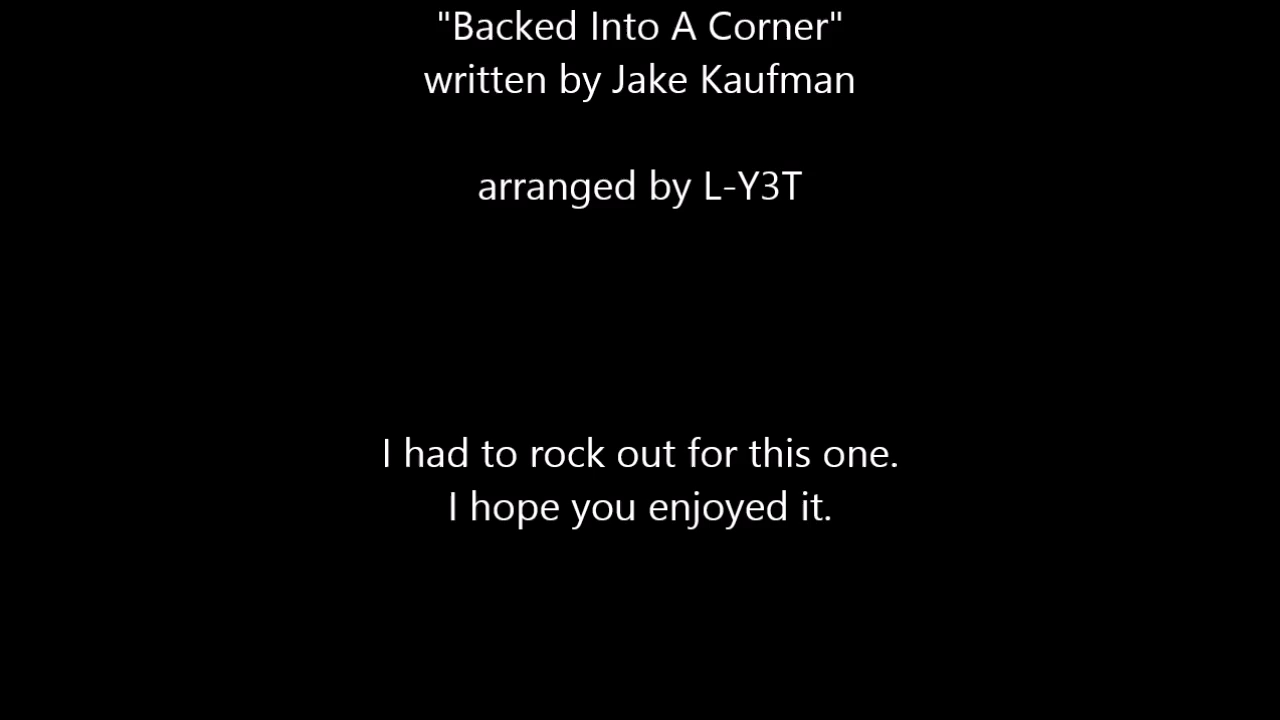 "Backed Into A Corner"
written by Jake Kaufman
arranged by L-Y3T
I had to rock out for this one.
I hope you enjoyed it.